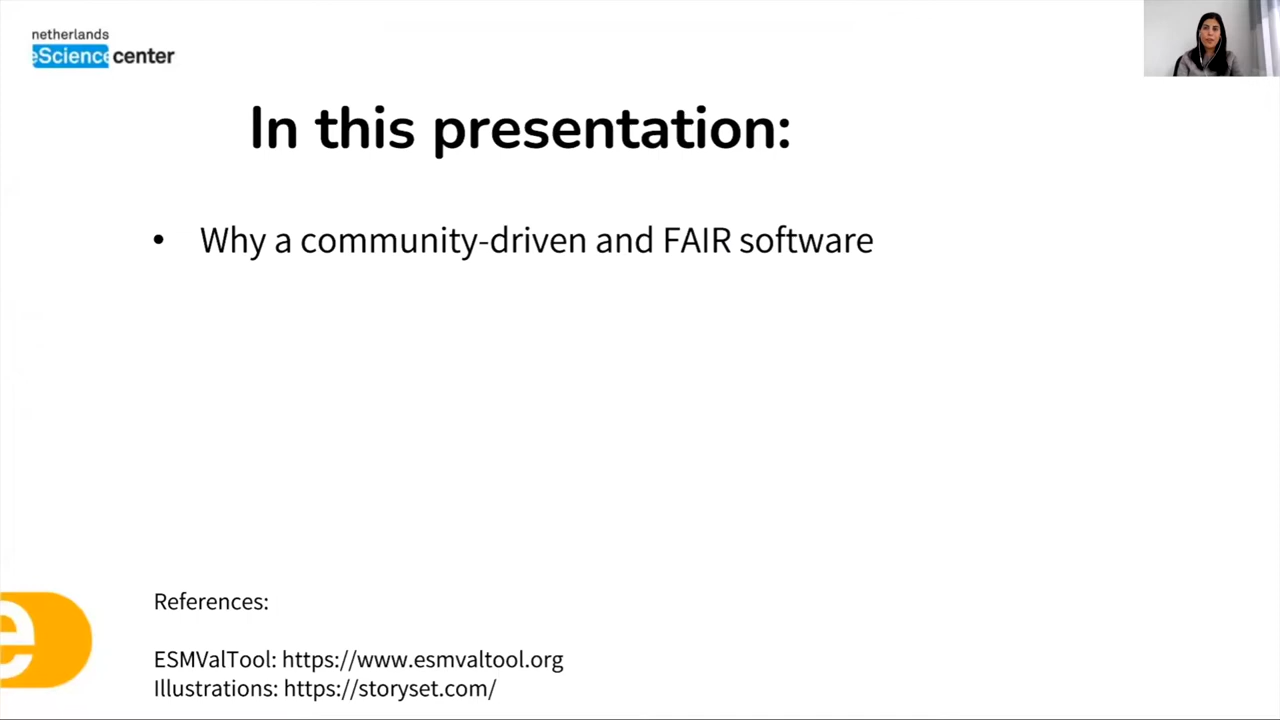 netherlands
eScience center
In this presentation:
• Why a community-driven and FAIR software
References:
ESMValTool: https://www.esmvaltool.org
Illustrations: https://storyset.com/
e